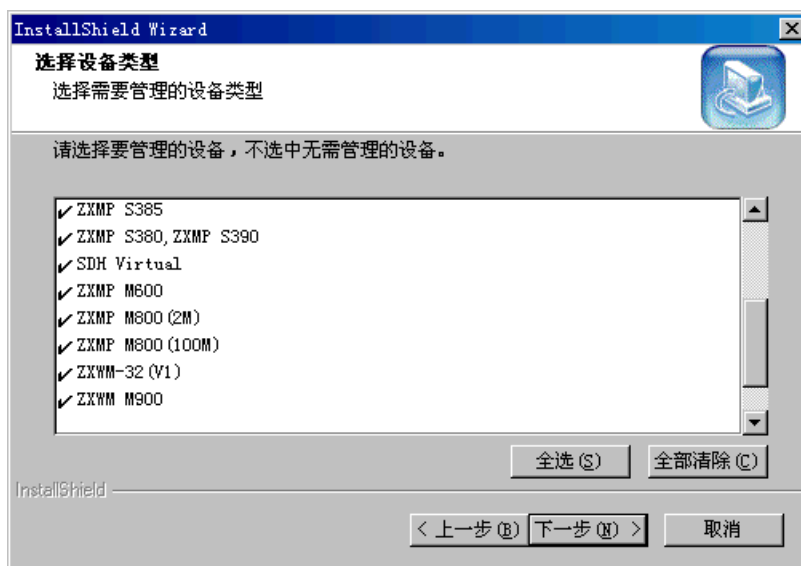 InstallShield Wizard
选择设备类型
选择需要管理的设备类型
请选择要管理的设备，不选中无需管理的设备。
ZXMP S385
ZXMP S380,ZXMP S390
SDH Virtual
ZXMP M600
ZXMP M800(2M)
ZXMP M800(100M)
ZXWM-32(V1)
ZXWM M900
全选(S) 全部清除(C)
InstallShield
< 上一步(B) 下一步(N) > 取消